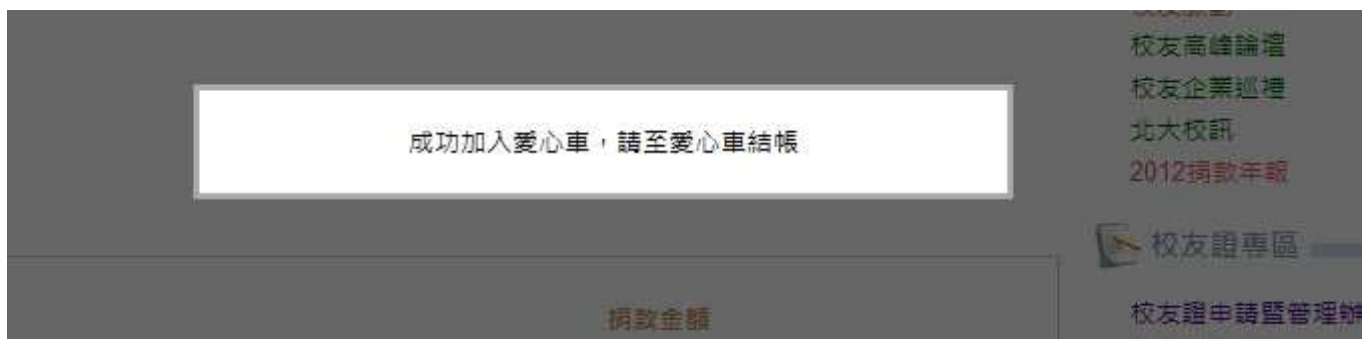 校友高峰論壇
校友企業巡禮
成功加入愛心車，請至愛心車結帳
北大校訊
2012捐款年報
校友證專區
捐款金額
校友證申請暨管理辦